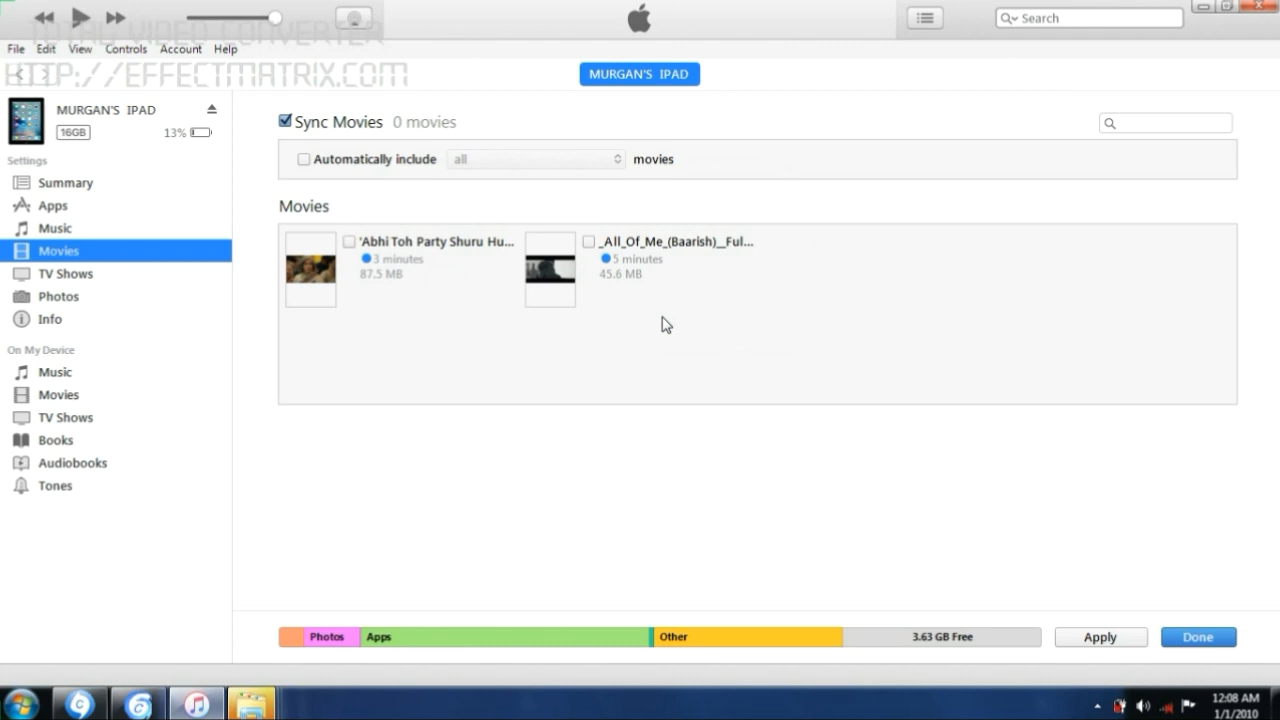 TOTAL VIDEO CONVERTER
HTTP://EFFECTMATRIX.COM
Search
File Edit View Controls Account Help
MURGAN'S IPAD
MURGAN'S IPAD
16GB 13%
Settings
Summary
Apps
Music
Movies
TV Shows
Photos
Info
On My Device
Music
Movies
TV Shows
Books
Audiobooks
Tones
Sync Movies 0 movies
Automatically include all movies
Movies
'Abhi Toh Party Shuru Hu...
3 minutes
87.5 MB
_All_Of_Me_(Baarish)__Ful...
5 minutes
45.6 MB
Photos Apps Other 3.63 GB Free Apply Done
12:08 AM
1/1/2010